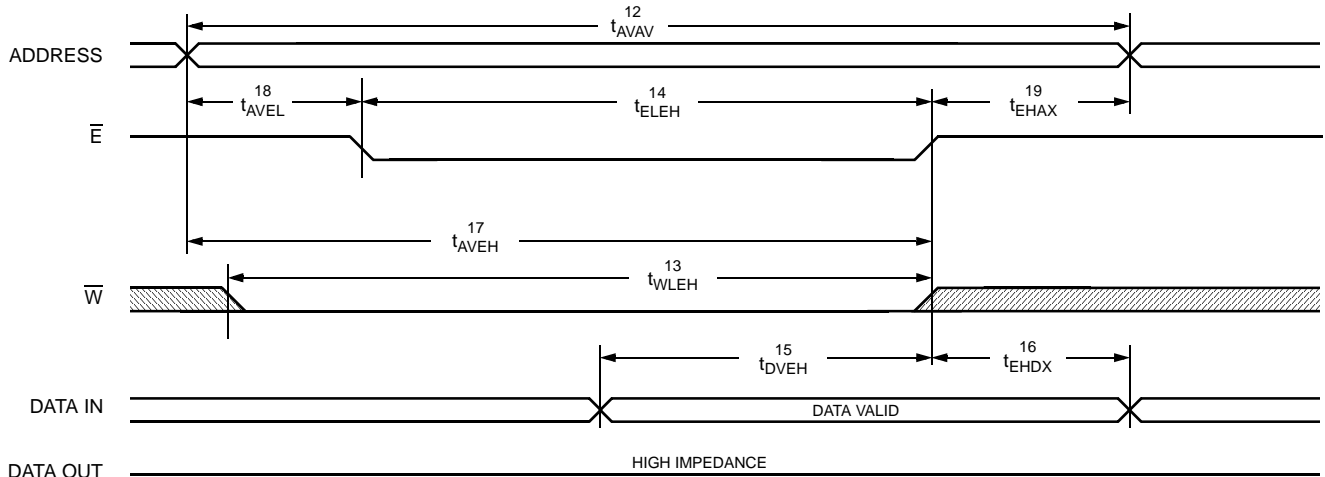 12
tAVAV
ADDRESS
18
tAVEL
14
tELEH
19
tEHAX
E
17
tAVEH
13
tWLEH
W
15
tDVEH
16
tEHDX
DATA IN
DATA VALID
DATA OUT
HIGH IMPEDANCE